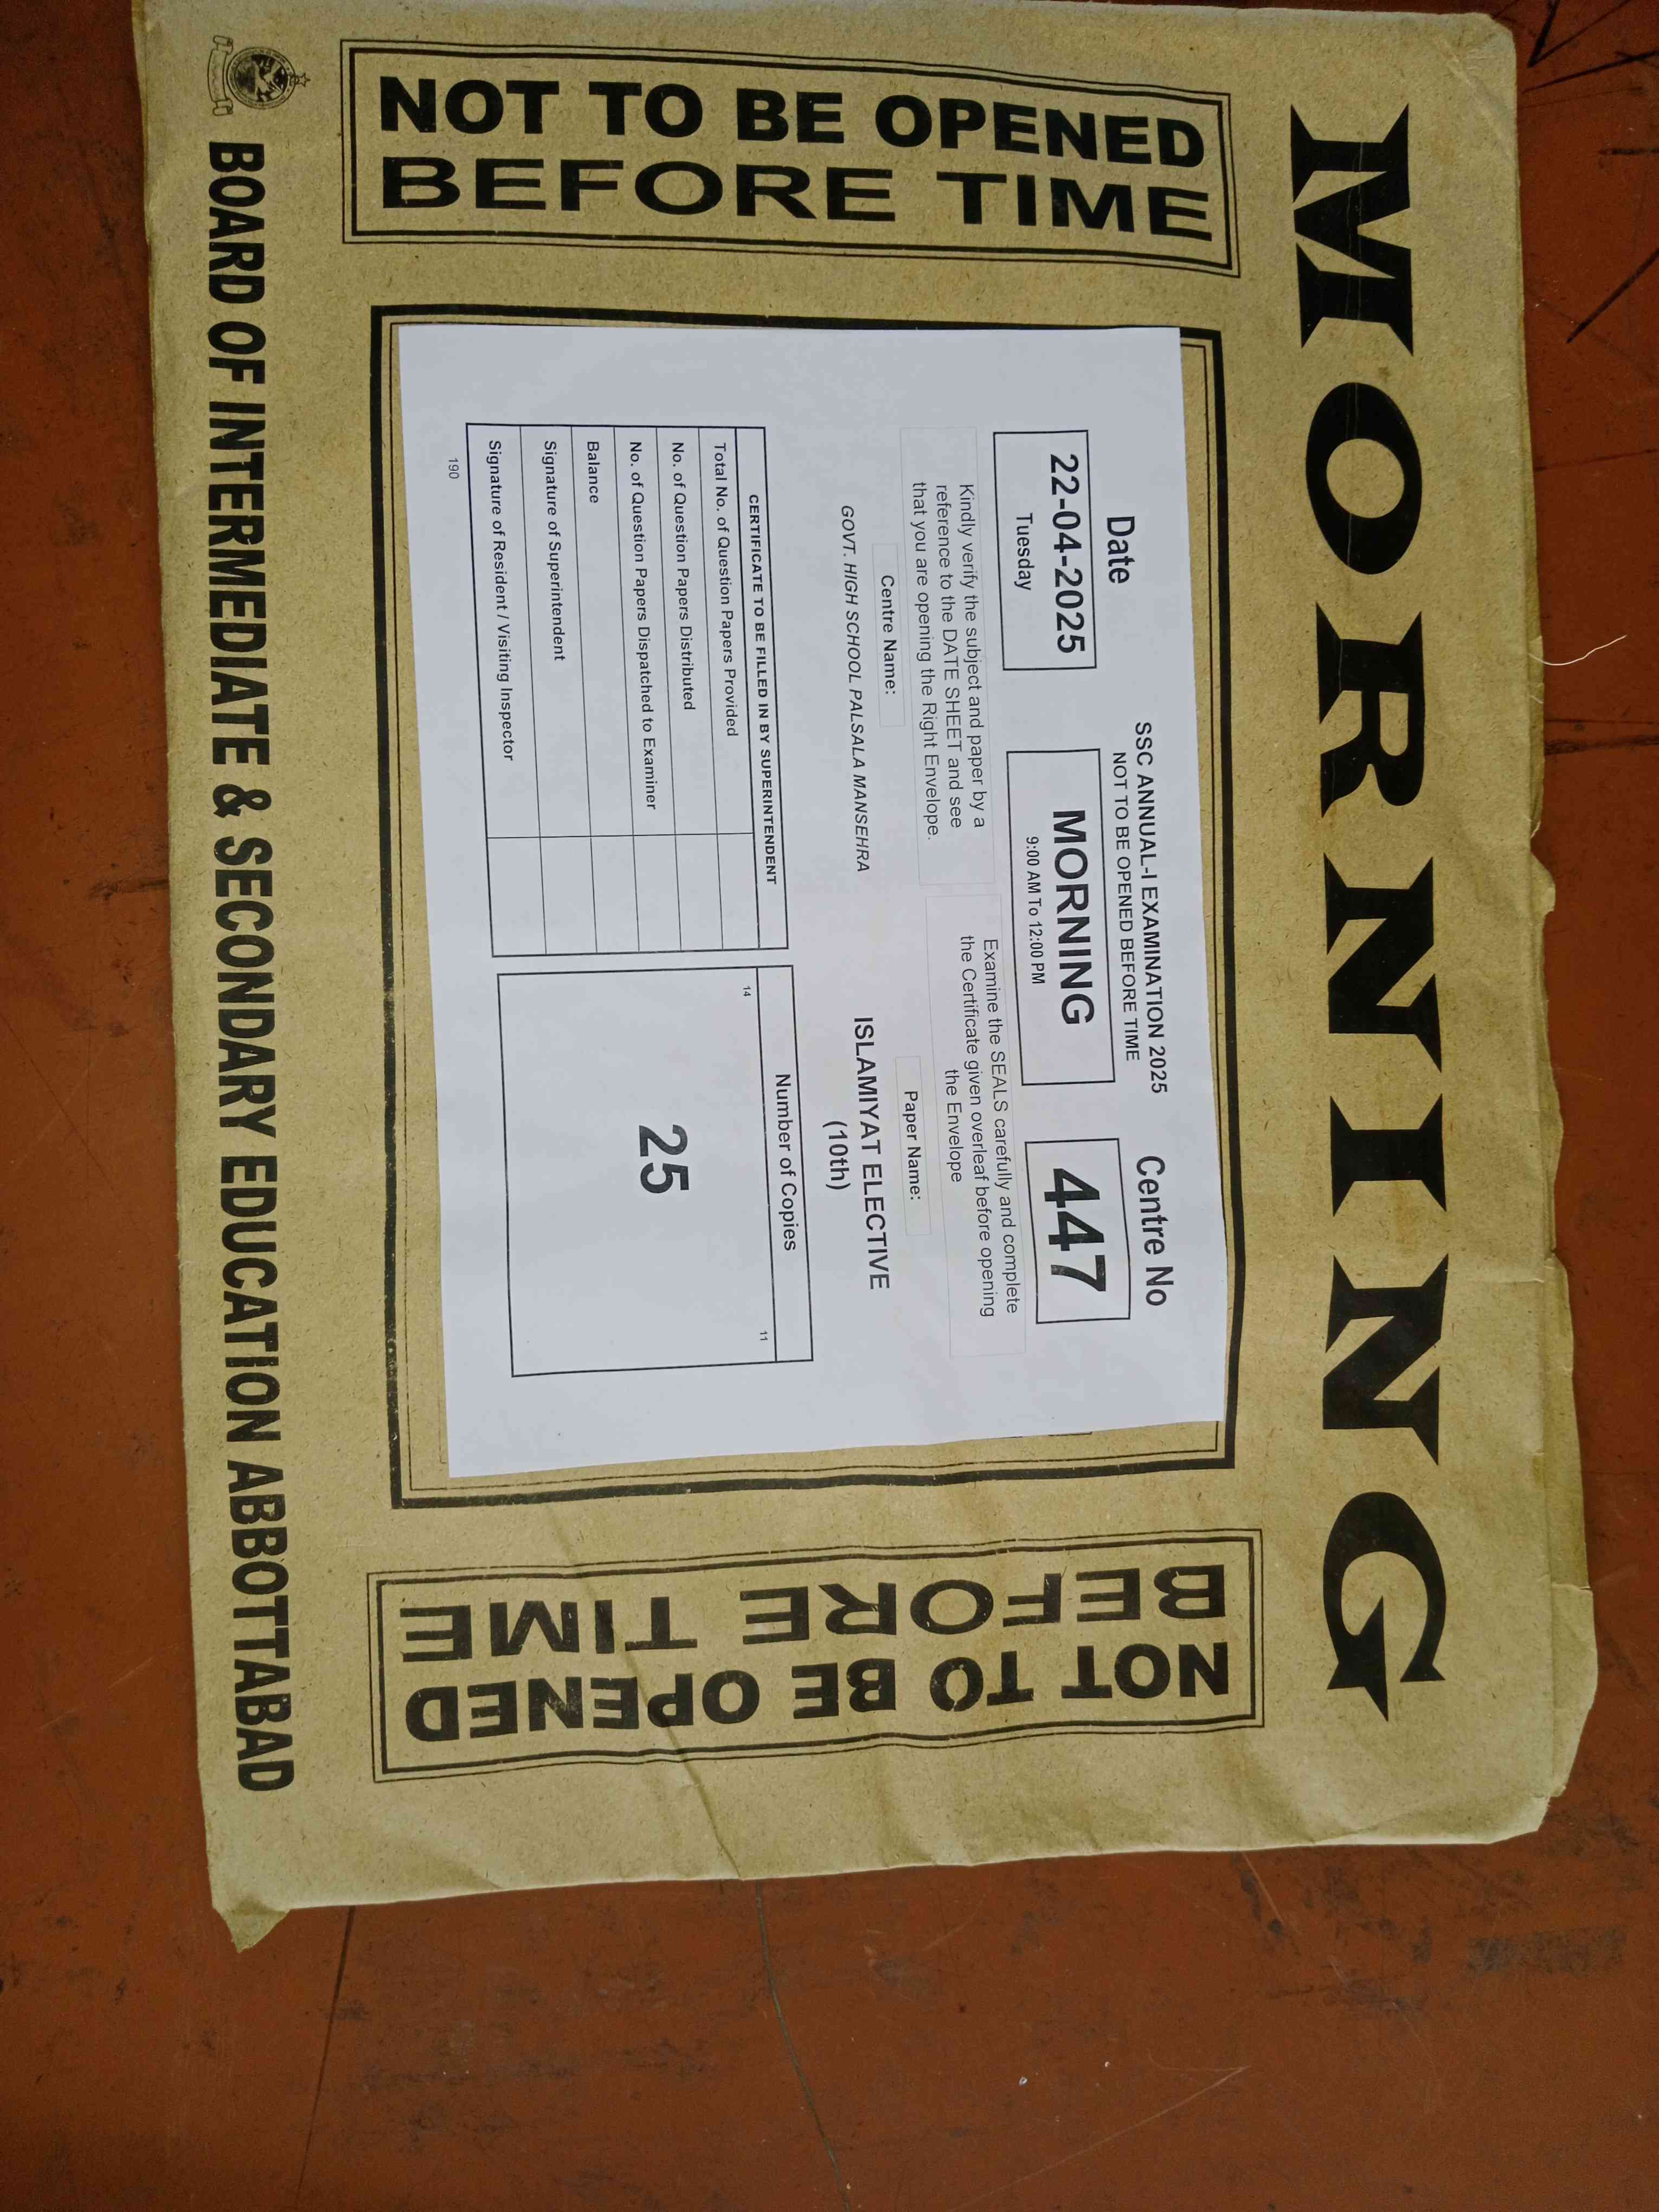 MORNING
NOT TO BE OPENED
BEFORE TIME
SSC ANNUAL-I EXAMINATION 2025
NOT TO BE OPENED BEFORE TIME
Date
22-04-2025
Tuesday
MORNING
9:00 AM To 12:00 PM
Centre No
447
Kindly verify the subject and paper by a
reference to the DATE SHEET and see
that you are opening the Right Envelope.
Examine the SEALS carefully and complete
the Certificate given overleaf before opening
the Envelope
Centre Name:
GOVT. HIGH SCHOOL PALSALA MANSEHRA
Paper Name:
ISLAMIYAT ELECTIVE
(10th)
CERTIFICATE TO BE FILLED IN BY SUPERINTENDENT
Total No. of Question Papers Provided
No. of Question Papers Distributed
No. of Question Papers Dispatched to Examiner
Balance
Signature of Superintendent
Signature of Resident / Visiting Inspector
190
Number of Copies
14
11
25
NOT TO BE OPENED
BEFORE TIME
BOARD OF INTERMEDIATE & SECONDARY EDUCATION ABBOTTABAD